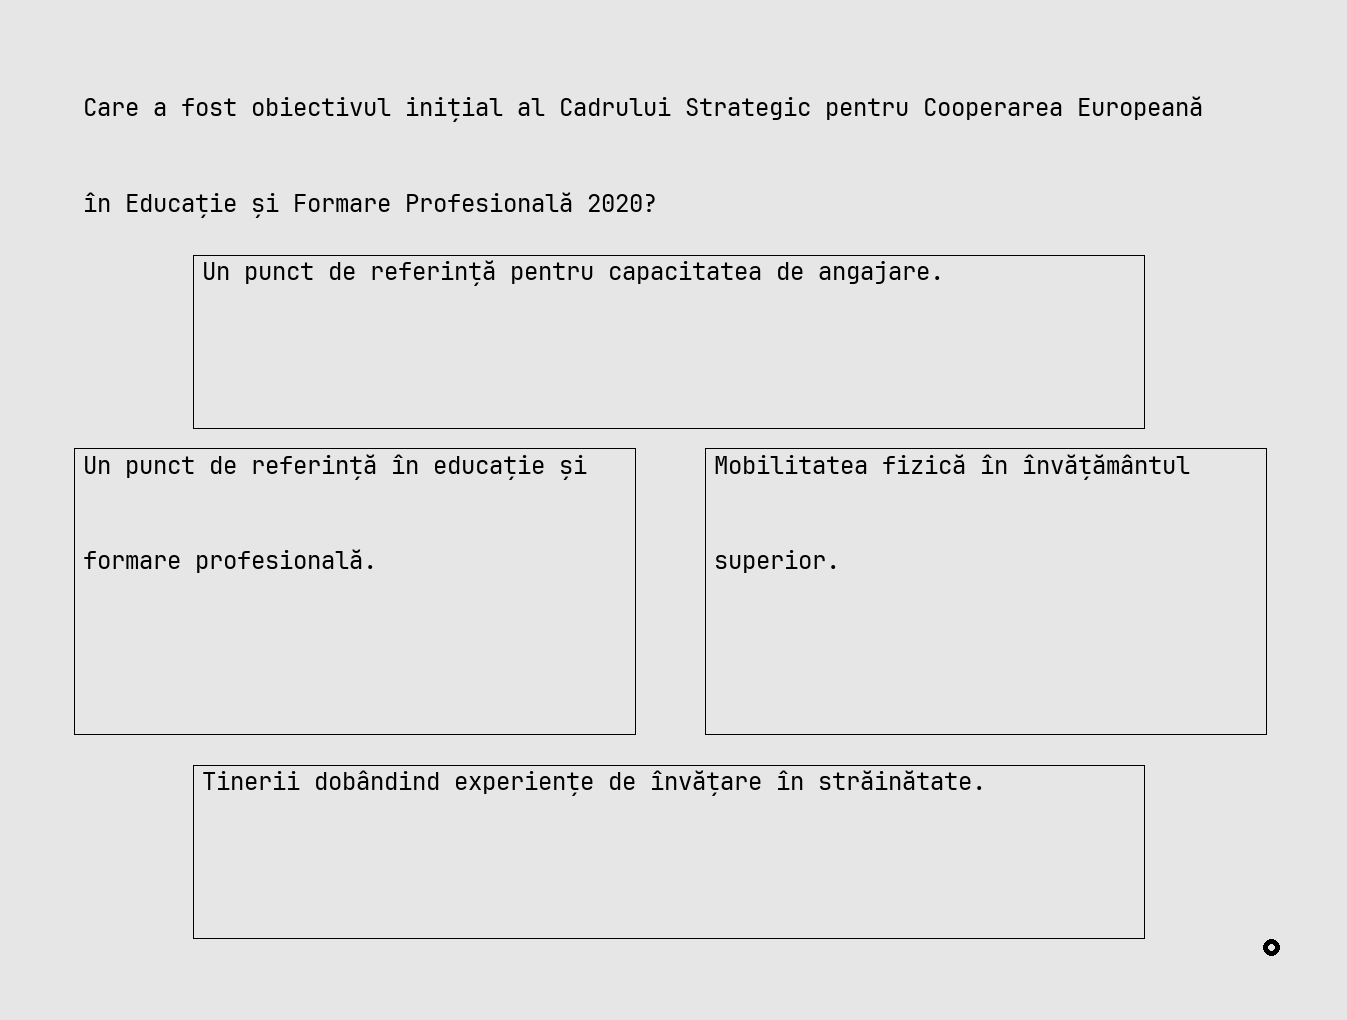 Care a fost obiectivul inițial al Cadrului Strategic pentru Cooperarea Europeană
în Educație și Formare Profesională 2020?
Un punct de referință pentru capacitatea de angajare.
Un punct de referință în educație și
formare profesională.
Mobilitatea fizică în învățământul
superior.
Tinerii dobândind experiențe de învățare în străinătate.